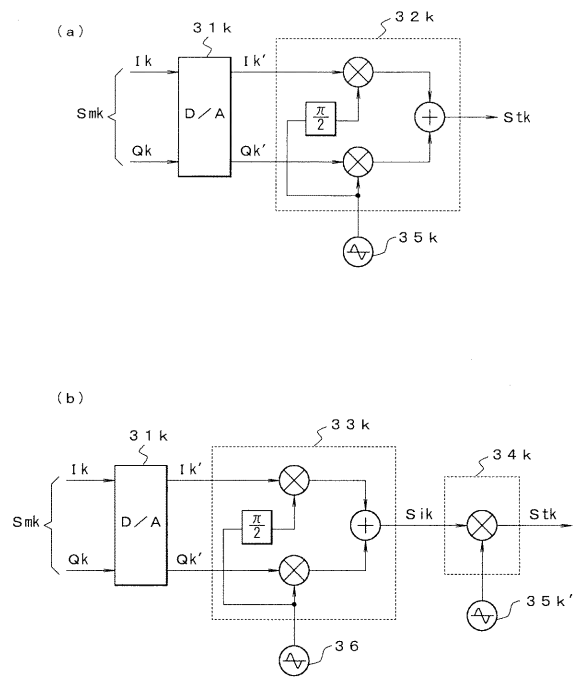 (a)
31k
32k
Ik
Ik′
Smk
D/A
π/2
Stk
Qk
Qk′
35k
(b)
31k
33k
34k
Ik
Ik′
Smk
D/A
π/2
Sik
Stk
Qk
Qk′
36
35k′